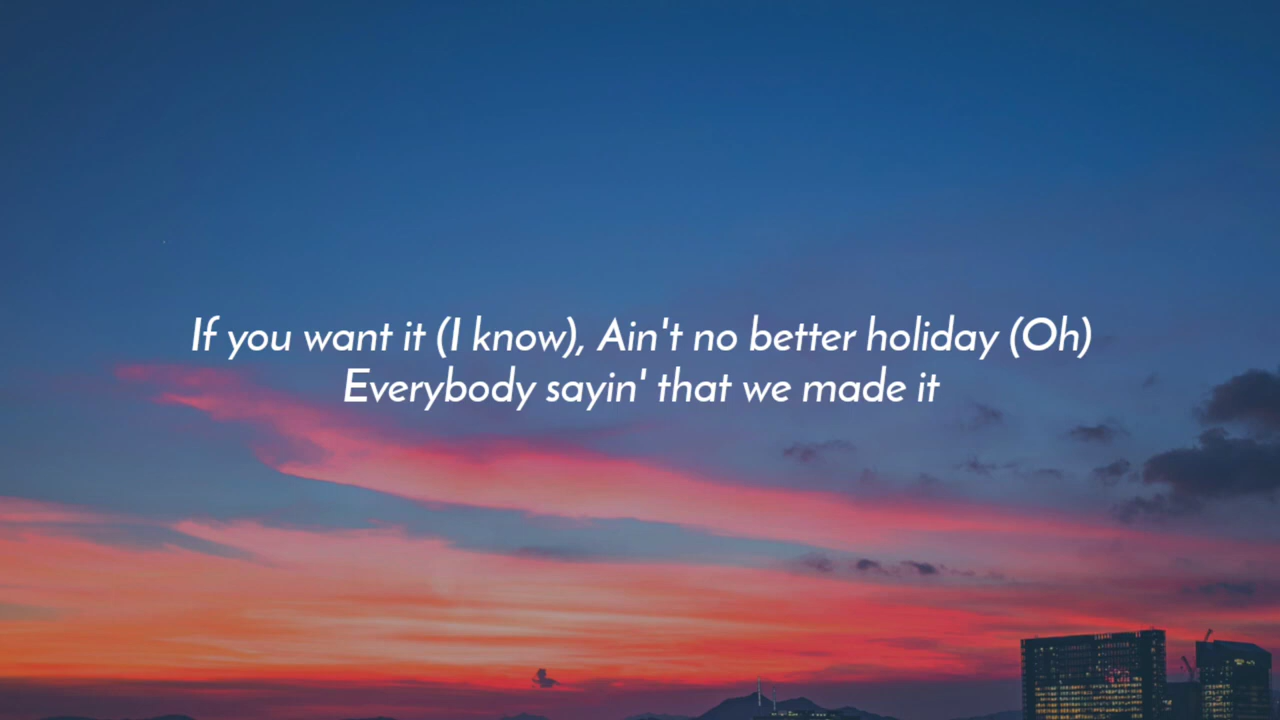 If you want it (I know), Ain't no better holiday (Oh)
Everybody sayin' that we made it